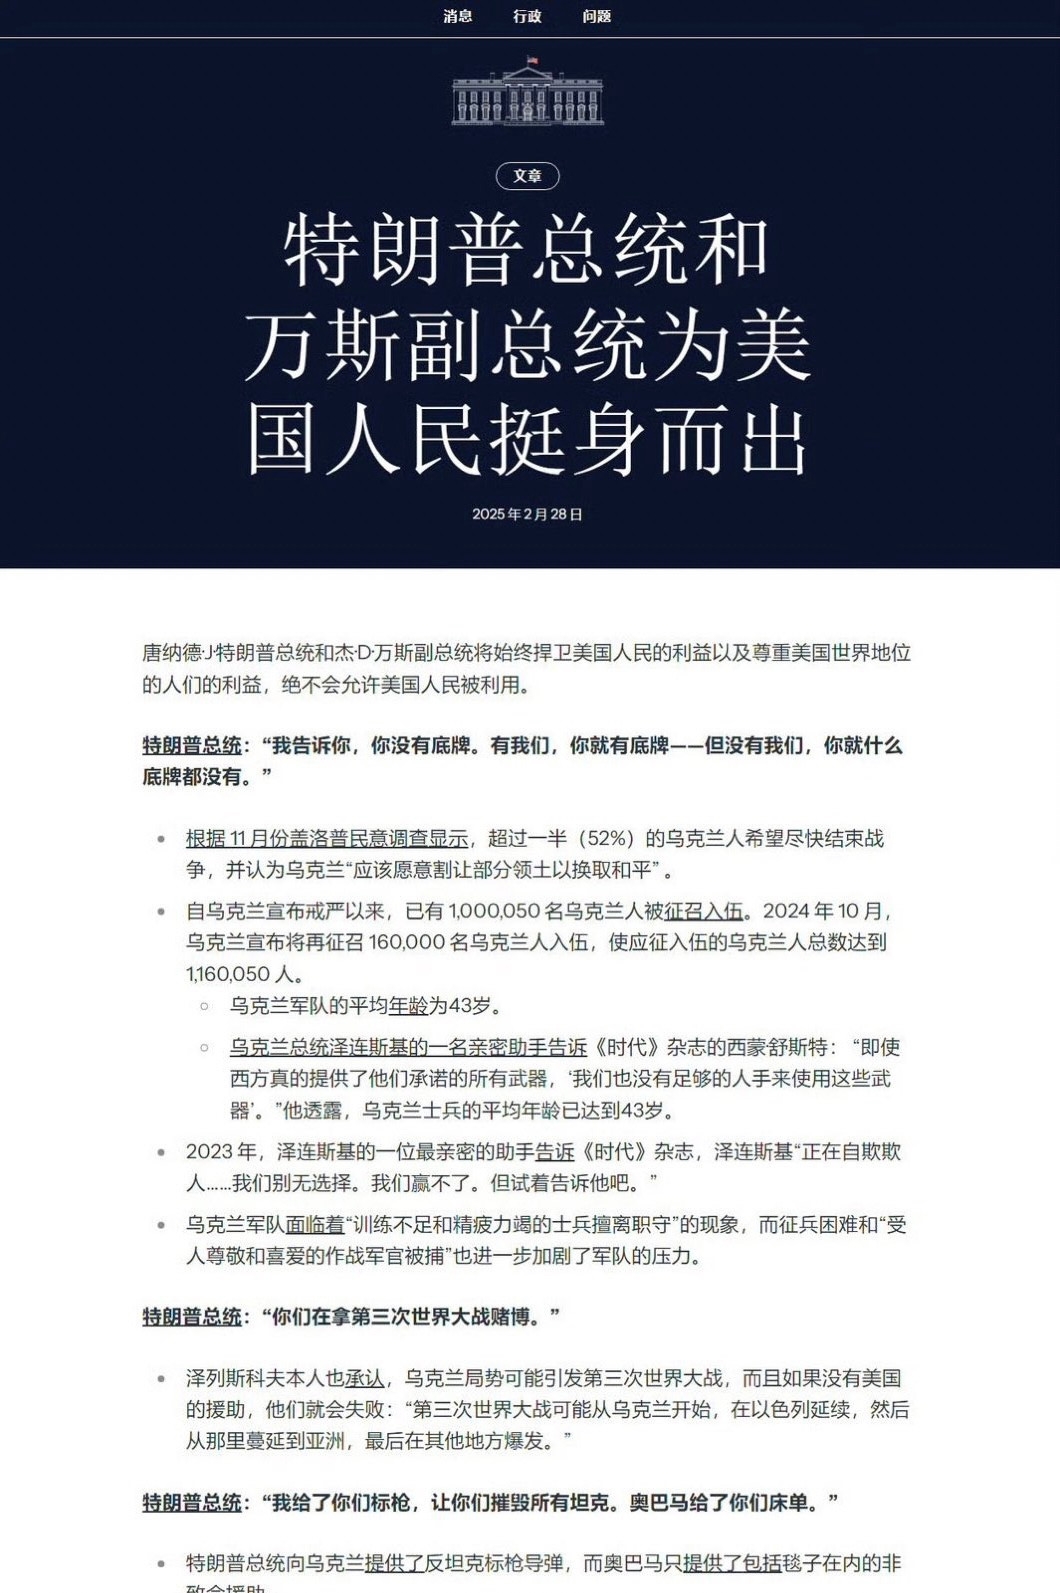 消息 行政 问题
文章
特朗普总统和
万斯副总统为美
国人民挺身而出
2025年2月28日
唐纳德·J·特朗普总统和杰·D·万斯副总统将始终捍卫美国人民的利益以及尊重美国世界地位
的人们的利益，绝不会允许美国人民被利用。
特朗普总统：“我告诉你，你没有底牌。有我们，你就有底牌——但没有我们，你就什么
底牌都没有。”
根据 11 月份盖洛普民意调查显示，超过一半（52%）的乌克兰人希望尽快结束战
争，并认为乌克兰“应该愿意割让部分领土以换取和平”。
自乌克兰宣布戒严以来，已有 1,000,050 名乌克兰人被征召入伍。2024 年 10 月，
乌克兰宣布将再征召 160,000 名乌克兰人入伍，使应征入伍的乌克兰人总数达到
1,160,050 人。
乌克兰军队的平均年龄为43岁。
乌克兰总统泽连斯基的一名亲密助手告诉《时代》杂志的西蒙舒斯特：“即使
西方真的提供了他们承诺的所有武器，‘我们也没有足够的人手来使用这些武
器’。”他透露，乌克兰士兵的平均年龄已达到43岁。
2023 年，泽连斯基的一位最亲密的助手告诉《时代》杂志，泽连斯基“正在自欺欺
人……我们别无选择。我们赢不了。但试着告诉他吧。”
乌克兰军队面临着“训练不足和精疲力竭的士兵擅离职守”的现象，而征兵困难和“受
人尊敬和喜爱的作战军官被捕”也进一步加剧了军队的压力。
特朗普总统：“你们在拿第三次世界大战赌博。”
泽列斯科夫本人也承认，乌克兰局势可能引发第三次世界大战，而且如果没有美国
的援助，他们就会失败：“第三次世界大战可能从乌克兰开始，在以色列延续，然后
从那里蔓延到亚洲，最后在其他地方爆发。”
特朗普总统：“我给了你们标枪，让你们摧毁所有坦克。奥巴马给了你们床单。”
特朗普总统向乌克兰提供了反坦克标枪导弹，而奥巴马只提供了包括毯子在内的非
致命援助